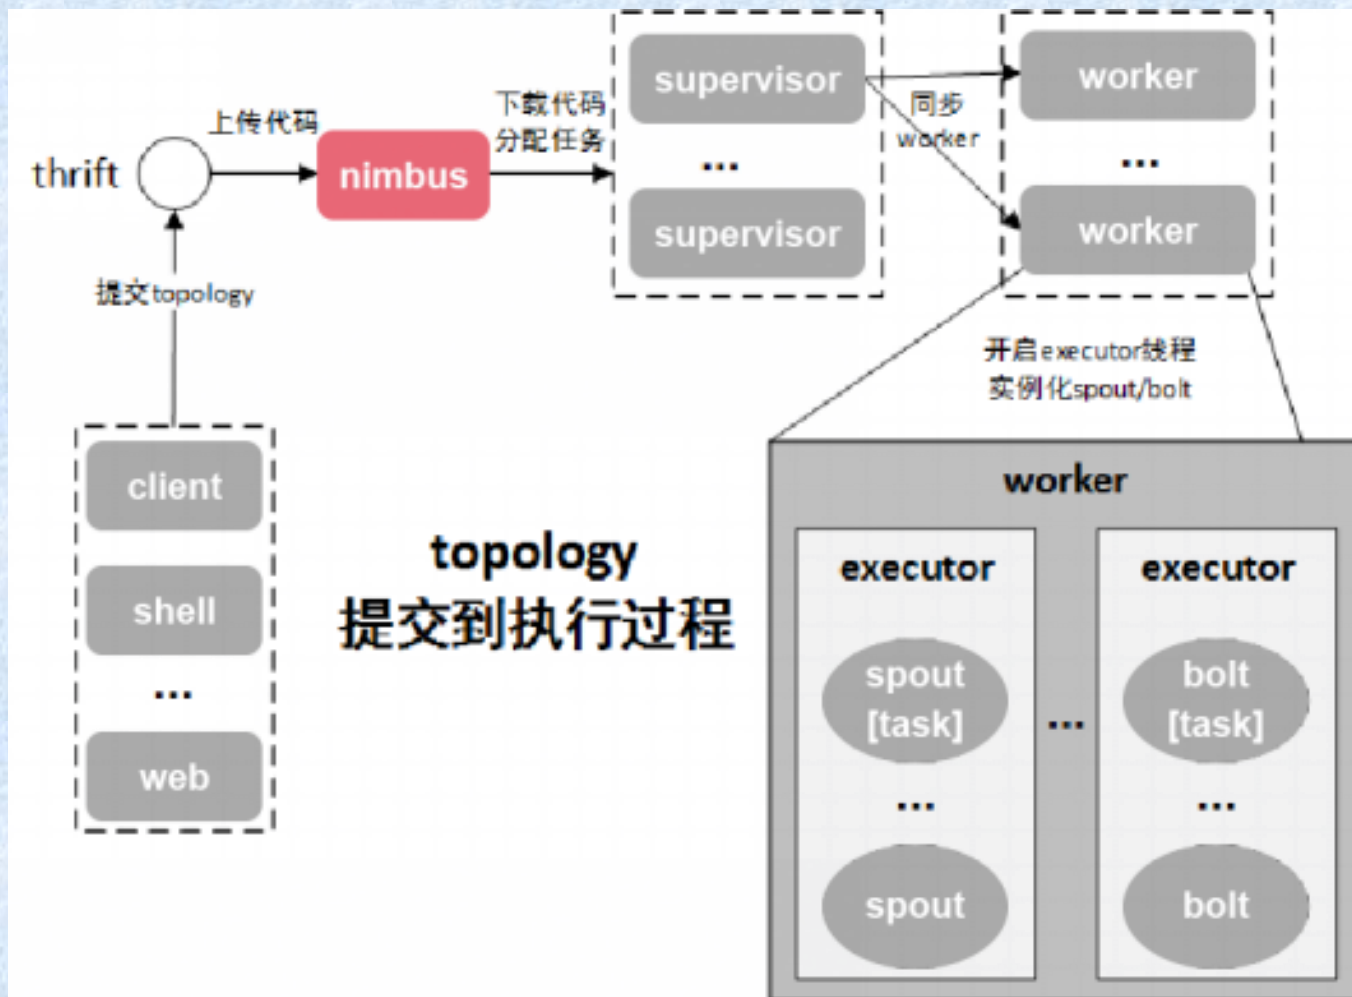 thrift
上传代码
nimbus
下载代码
分配任务
supervisor
...
supervisor
同步
worker
worker
...
worker
提交topology
client
shell
...
web
topology
提交到执行过程
开启executor线程
实例化spout/bolt
worker
executor
spout
[task]
...
spout
...
executor
bolt
[task]
...
bolt